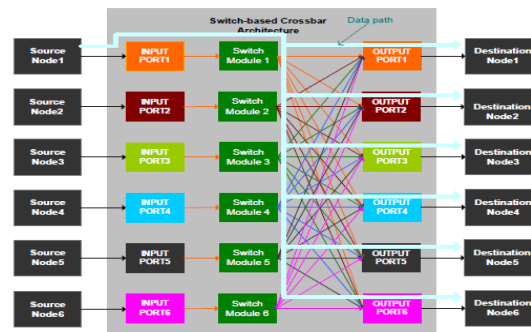 Switch-based Crossbar
Architecture
Data path
Source
Node1
INPUT
PORT1
Switch
Module 1
OUTPUT
PORT1
Destination
Node1
Source
Node2
INPUT
PORT2
Switch
Module 2
OUTPUT
PORT2
Destination
Node2
Source
Node3
INPUT
PORT3
Switch
Module 3
OUTPUT
PORT3
Destination
Node3
Source
Node4
INPUT
PORT4
Switch
Module 4
OUTPUT
PORT4
Destination
Node4
Source
Node5
INPUT
PORT5
Switch
Module 5
OUTPUT
PORT5
Destination
Node5
Source
Node6
INPUT
PORT6
Switch
Module 6
OUTPUT
PORT6
Destination
Node6